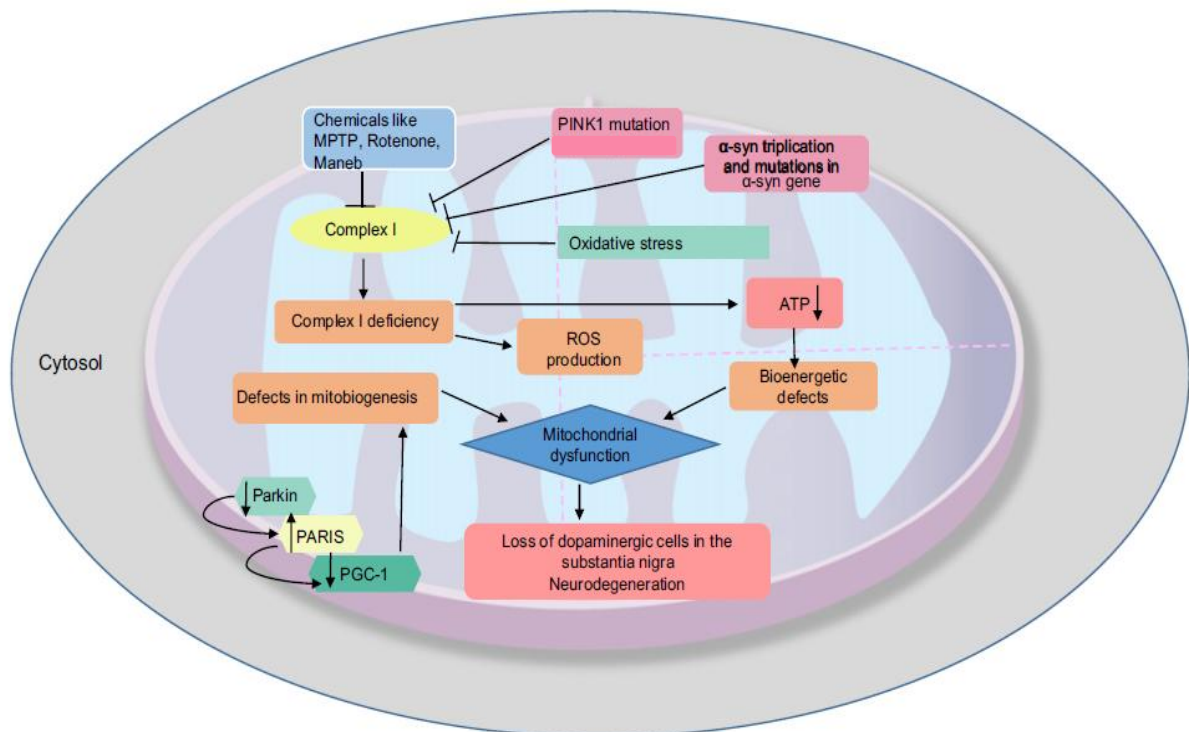 Chemicals like
MPTP, Rotenone,
Maneb
PINK1 mutation
α-syn triplication
and mutations in
α-syn gene
Complex I
Oxidative stress
Complex I deficiency
ATP
ROS
production
Cytosol
Bioenergetic
defects
Defects in mitobiogenesis
Mitochondrial
dysfunction
Parkin
PARIS
PGC-1
Loss of dopaminergic cells in the
substantia nigra
Neurodegeneration